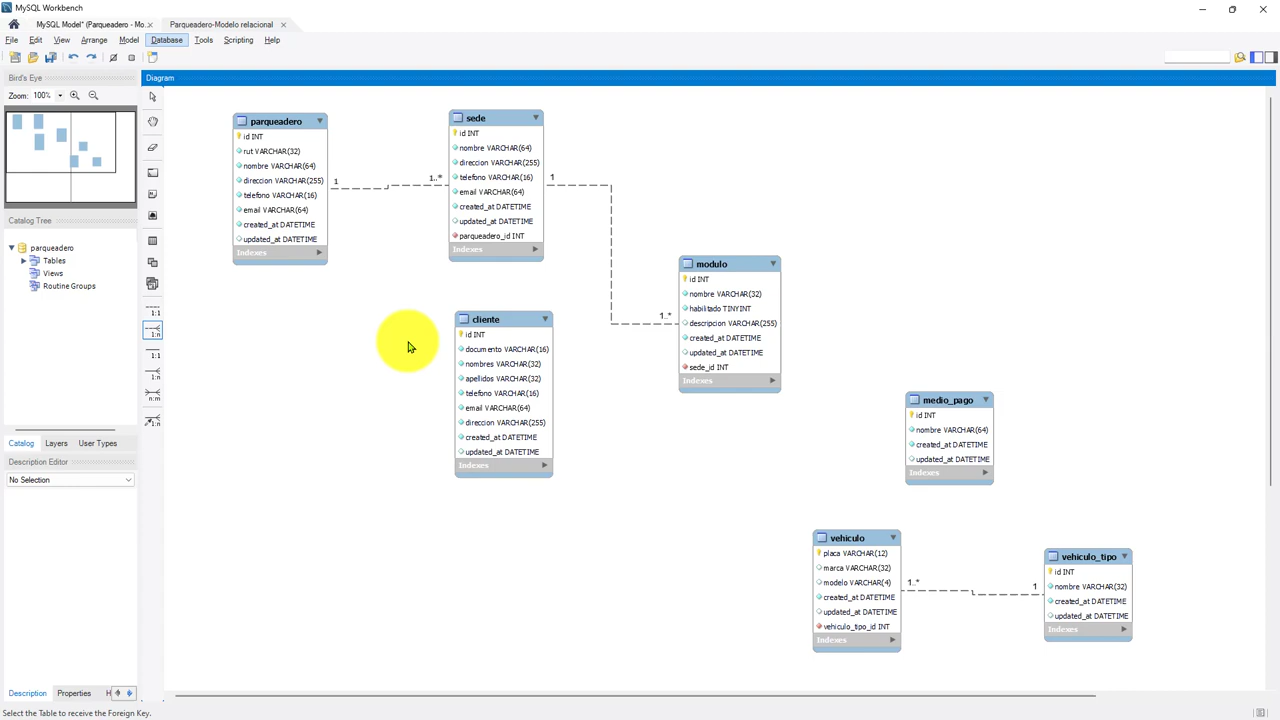 MySQL Workbench
MySQL Model* (Parqueadero - Mo...
Parqueadero-Modelo relacional
File Edit View Arrange Model Database Tools Scripting Help
Bird's Eye
Diagram
Zoom: 100%
Catalog Tree
parqueadero
Tables
Views
Routine Groups
1:1
1:n
1:1
1:n
n:m
1:n
Catalog Layers User Types
Description Editor
No Selection
Description Properties H
Select the Table to receive the Foreign Key.
parqueadero
id INT
rut VARCHAR(32)
nombre VARCHAR(64)
direccion VARCHAR(255)
telefono VARCHAR(16)
email VARCHAR(64)
created_at DATETIME
updated_at DATETIME
Indexes
1
1..*
sede
id INT
nombre VARCHAR(64)
direccion VARCHAR(255)
telefono VARCHAR(16)
email VARCHAR(64)
created_at DATETIME
updated_at DATETIME
parqueadero_id INT
Indexes
1
1..*
modulo
id INT
nombre VARCHAR(32)
habilitado TINYINT
descripcion VARCHAR(255)
created_at DATETIME
updated_at DATETIME
sede_id INT
Indexes
cliente
id INT
documento VARCHAR(16)
nombres VARCHAR(32)
apellidos VARCHAR(32)
telefono VARCHAR(16)
email VARCHAR(64)
direccion VARCHAR(255)
created_at DATETIME
updated_at DATETIME
Indexes
medio_pago
id INT
nombre VARCHAR(64)
created_at DATETIME
updated_at DATETIME
Indexes
vehiculo
placa VARCHAR(12)
marca VARCHAR(32)
modelo VARCHAR(4)
created_at DATETIME
updated_at DATETIME
vehiculo_tipo_id INT
Indexes
1..*
1
vehiculo_tipo
id INT
nombre VARCHAR(32)
created_at DATETIME
updated_at DATETIME
Indexes